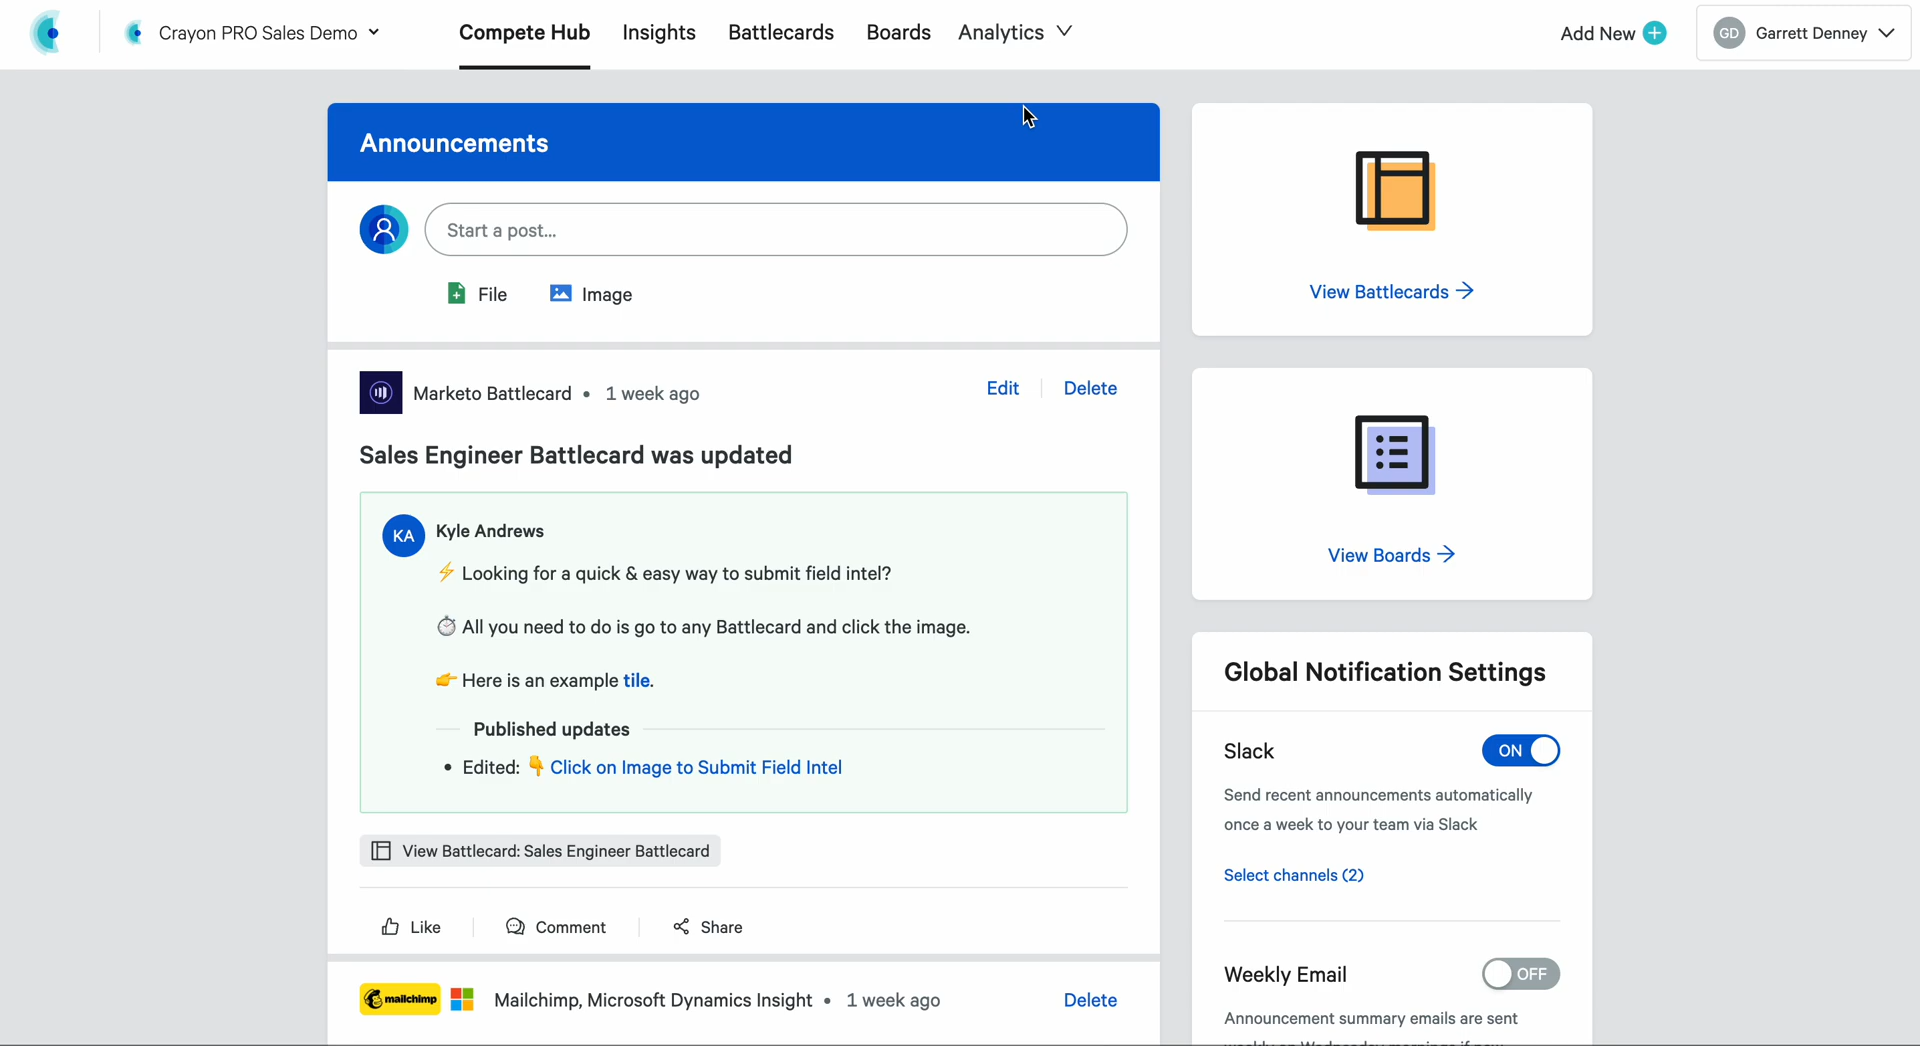 Crayon PRO Sales Demo
Compete Hub
Insights
Battlecards
Boards
Analytics
Add New
GD
Garrett Denney
Announcements
Start a post...
File
Image
Marketo Battlecard • 1 week ago
Edit
Delete
Sales Engineer Battlecard was updated
KA
Kyle Andrews
⚡ Looking for a quick & easy way to submit field intel?
⏱ All you need to do is go to any Battlecard and click the image.
👉 Here is an example tile.
Published updates
• Edited: 👇 Click on Image to Submit Field Intel
View Battlecard: Sales Engineer Battlecard
Like
Comment
Share
mailchimp
Mailchimp, Microsoft Dynamics Insight • 1 week ago
Delete
View Battlecards →
View Boards →
Global Notification Settings
Slack
ON
Send recent announcements automatically
once a week to your team via Slack
Select channels (2)
Weekly Email
OFF
Announcement summary emails are sent